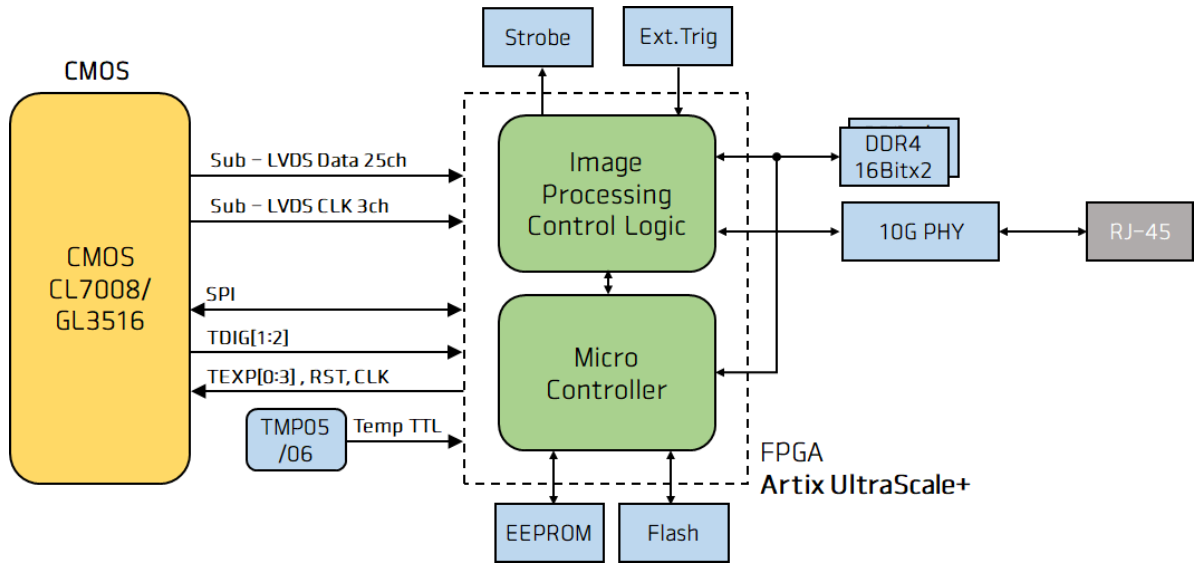 Strobe
Ext.Trig
CMOS
Sub - LVDS Data 25ch
Sub - LVDS CLK 3ch
CMOS
CL7008/
GL3516
SPI
TDIG[1:2]
TEXP[0:3] , RST, CLK
TMP05
/06
Temp TTL
Image
Processing
Control Logic
Micro
Controller
DDR4
16Bitx2
10G PHY
RJ-45
FPGA
Artix UltraScale+
EEPROM
Flash